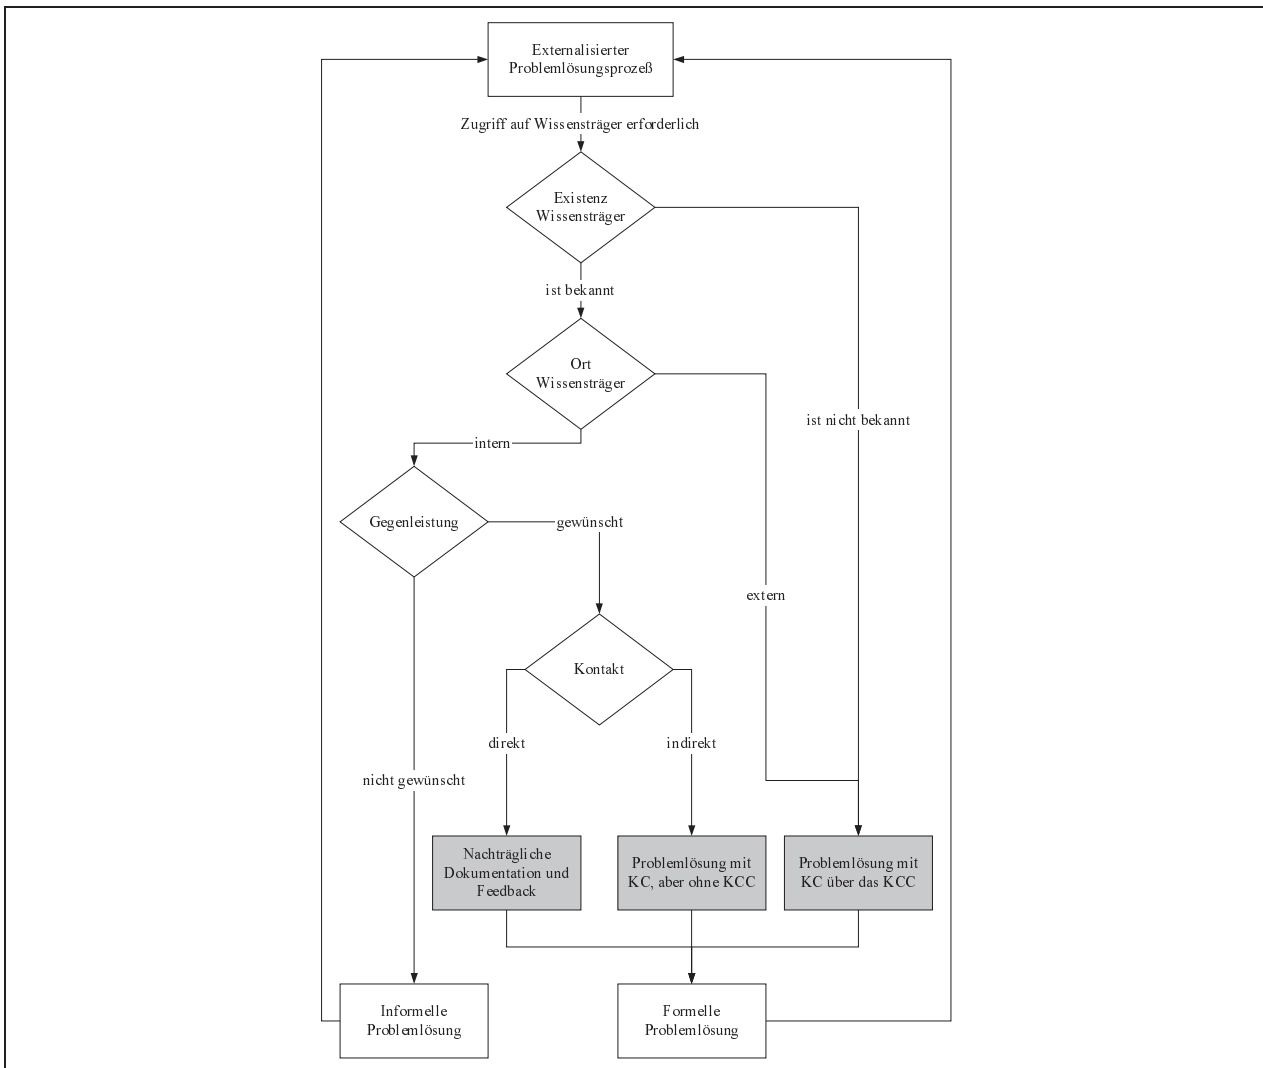 Externalisierter
Problemlösungsprozeß
Zugriff auf Wissensträger erforderlich
Existenz
Wissensträger
ist bekannt
Ort
Wissensträger
ist nicht bekannt
intern
Gegenleistung
gewünscht
extern
Kontakt
direkt
indirekt
nicht gewünscht
Nachträgliche
Dokumentation und
Feedback
Problemlösung mit
KC, aber ohne KCC
Problemlösung mit
KC über das KCC
Informelle
Problemlösung
Formelle
Problemlösung